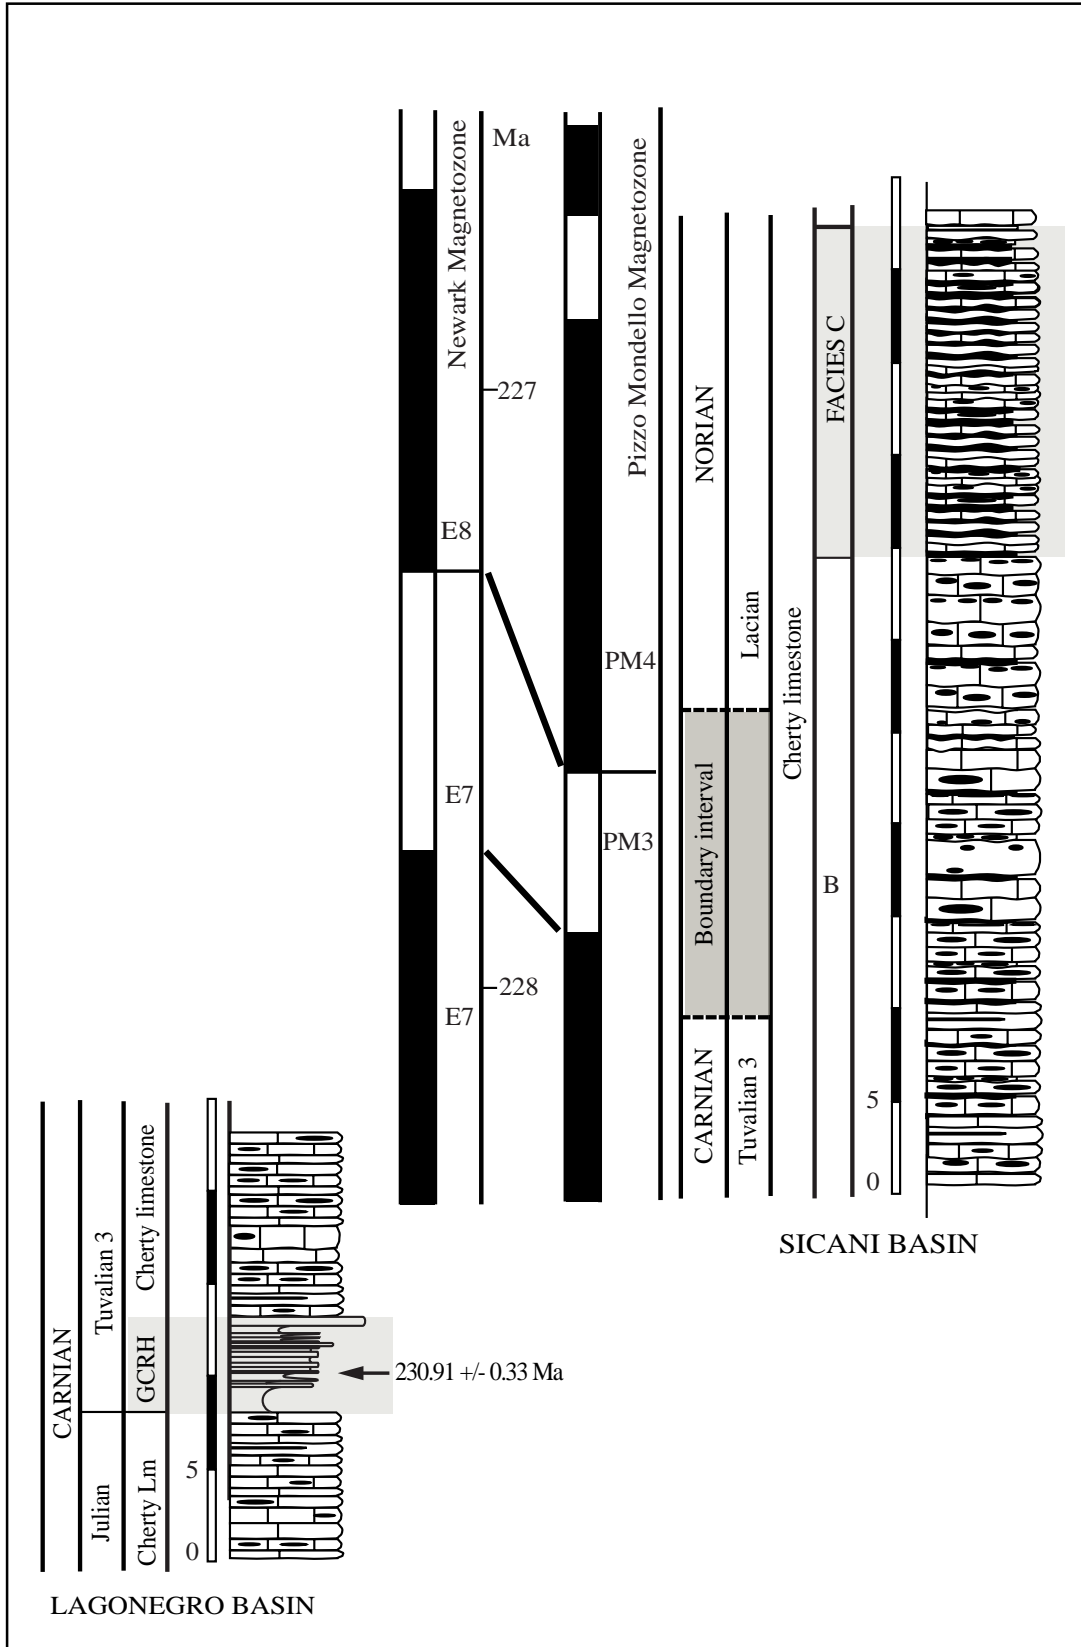 Newark Magnetozone
Ma
227
E8
E7
228
E7
Pizzo Mondello Magnetozone
PM4
PM3
NORIAN
Boundary interval
CARNIAN
Lacian
Tuvalian 3
Cherty limestone
FACIES C
B
5
0
SICANI BASIN
CARNIAN
Tuvalian 3
Julian
Cherty limestone
GCRH
Cherty Lm
5
0
230.91 +/- 0.33 Ma
LAGONEGRO BASIN